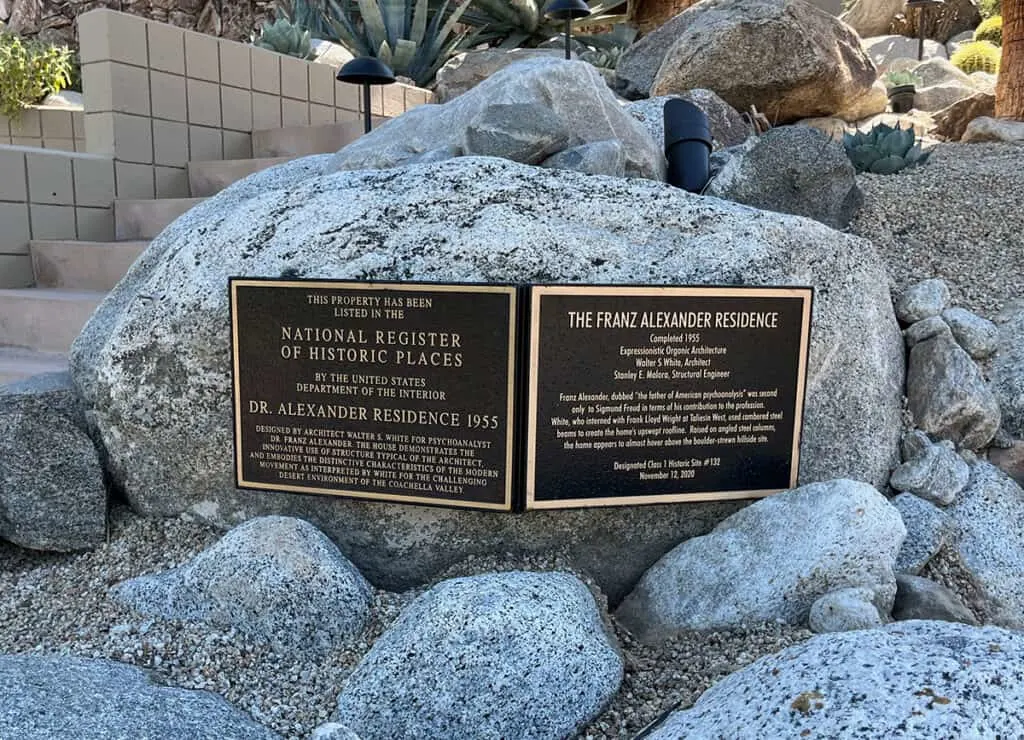 THIS PROPERTY HAS BEEN
LISTED IN THE
NATIONAL REGISTER
OF HISTORIC PLACES
BY THE UNITED STATES
DEPARTMENT OF THE INTERIOR
DR. ALEXANDER RESIDENCE 1955
DESIGNED BY ARCHITECT WALTER S. WHITE FOR PSYCHOANALYST
DR. FRANZ ALEXANDER. THE HOUSE DEMONSTRATES THE
INNOVATIVE USE OF STRUCTURE TYPICAL OF THE ARCHITECT,
AND EMBODIES THE DISTINCTIVE CHARACTERISTICS OF THE MODERN
MOVEMENT AS INTERPRETED BY WHITE FOR THE CHALLENGING
DESERT ENVIRONMENT OF THE COACHELLA VALLEY
THE FRANZ ALEXANDER RESIDENCE
Completed 1955
Expressionistic Organic Architecture
Walter S White, Architect
Stanley E. Malora, Structural Engineer
Franz Alexander, dubbed "the father of American psychoanalysis" was second
only to Sigmund Freud in terms of his contribution to the profession.
White, who interned with Frank Lloyd Wright at Taliesin West, used cambered steel
beams to create the home's upswept roofline. Raised on angled steel columns,
the home appears to almost hover above the boulder-strewn hillside site.
Designated Class 1 Historic Site #132
November 12, 2020